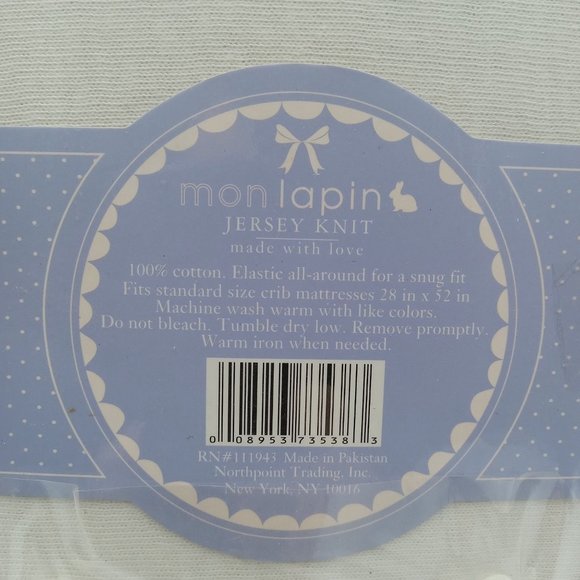 mon lapin
JERSEY KNIT
made with love
100% cotton. Elastic all-around for a snug fit
Fits standard size crib mattresses 28 in x 52 in
Machine wash warm with like colors.
Do not bleach. Tumble dry low. Remove promptly.
Warm iron when needed.
0 08953 73538 3
RN#111943 Made in Pakistan
Northpoint Trading. Inc.
New York, NY 10016